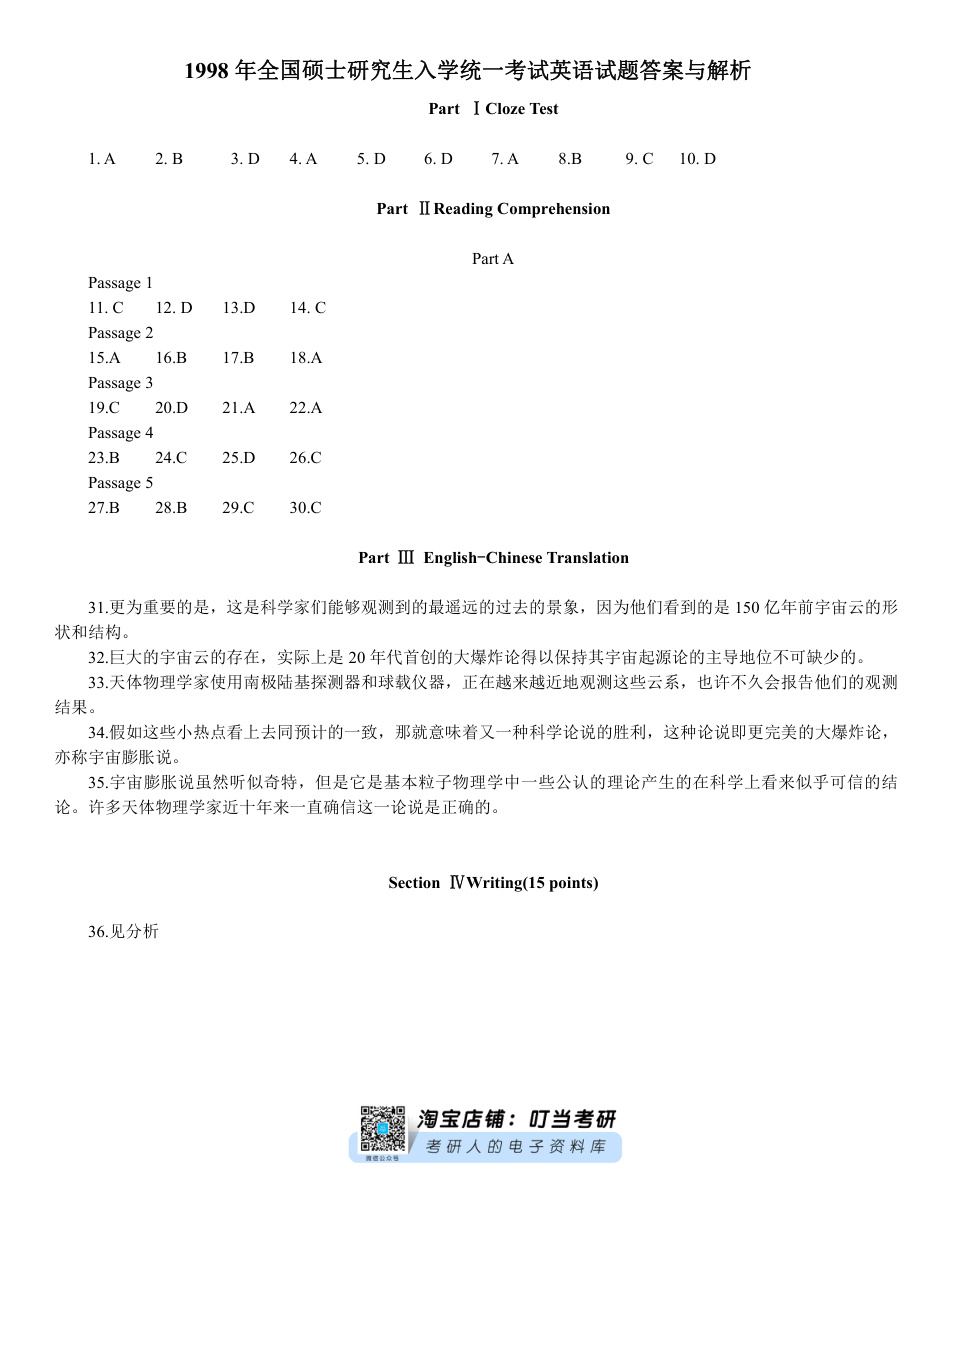 1998 年全国硕士研究生入学统一考试英语试题答案与解析
Part Ⅰ Cloze Test
1. A 2. B 3. D 4. A 5. D 6. D 7. A 8.B 9. C 10. D
Part Ⅱ Reading Comprehension
Part A
Passage 1
11. C 12. D 13.D 14. C
Passage 2
15.A 16.B 17.B 18.A
Passage 3
19.C 20.D 21.A 22.A
Passage 4
23.B 24.C 25.D 26.C
Passage 5
27.B 28.B 29.C 30.C
Part Ⅲ English-Chinese Translation
31.更为重要的是，这是科学家们能够观测到的最遥远的过去的景象，因为他们看到的是 150 亿年前宇宙云的形
状和结构。
32.巨大的宇宙云的存在，实际上是 20 年代首创的大爆炸论得以保持其宇宙起源论的主导地位不可缺少的。
33.天体物理学家使用南极陆基探测器和球载仪器，正在越来越近地观测这些云系，也许不久会报告他们的观测
结果。
34.假如这些小热点看上去同预计的一致，那就意味着又一种科学论说的胜利，这种论说即更完美的大爆炸论，
亦称宇宙膨胀说。
35.宇宙膨胀说虽然听似奇特，但是它是基本粒子物理学中一些公认的理论产生的在科学上看来似乎可信的结
论。许多天体物理学家近十年来一直确信这一论说是正确的。
Section Ⅳ Writing(15 points)
36.见分析
淘宝店铺：叮当考研
考研人的电子资料库
微信公众号